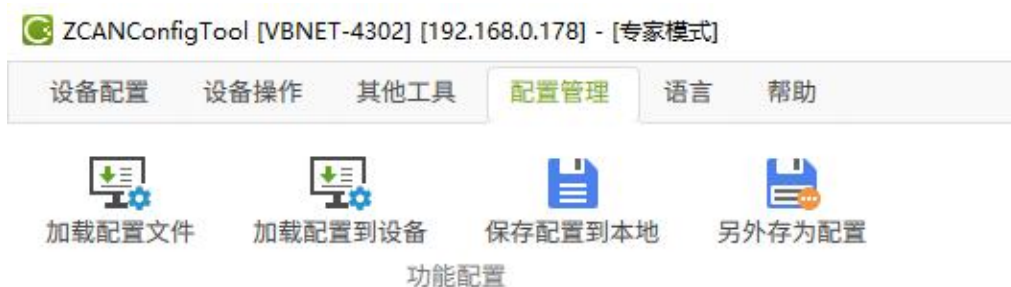 ZCANConfigTool [VBNET-4302] [192.168.0.178] - [专家模式]
设备配置 设备操作 其他工具 配置管理 语言 帮助
加载配置文件 加载配置到设备 保存配置到本地 另外存为配置
功能配置